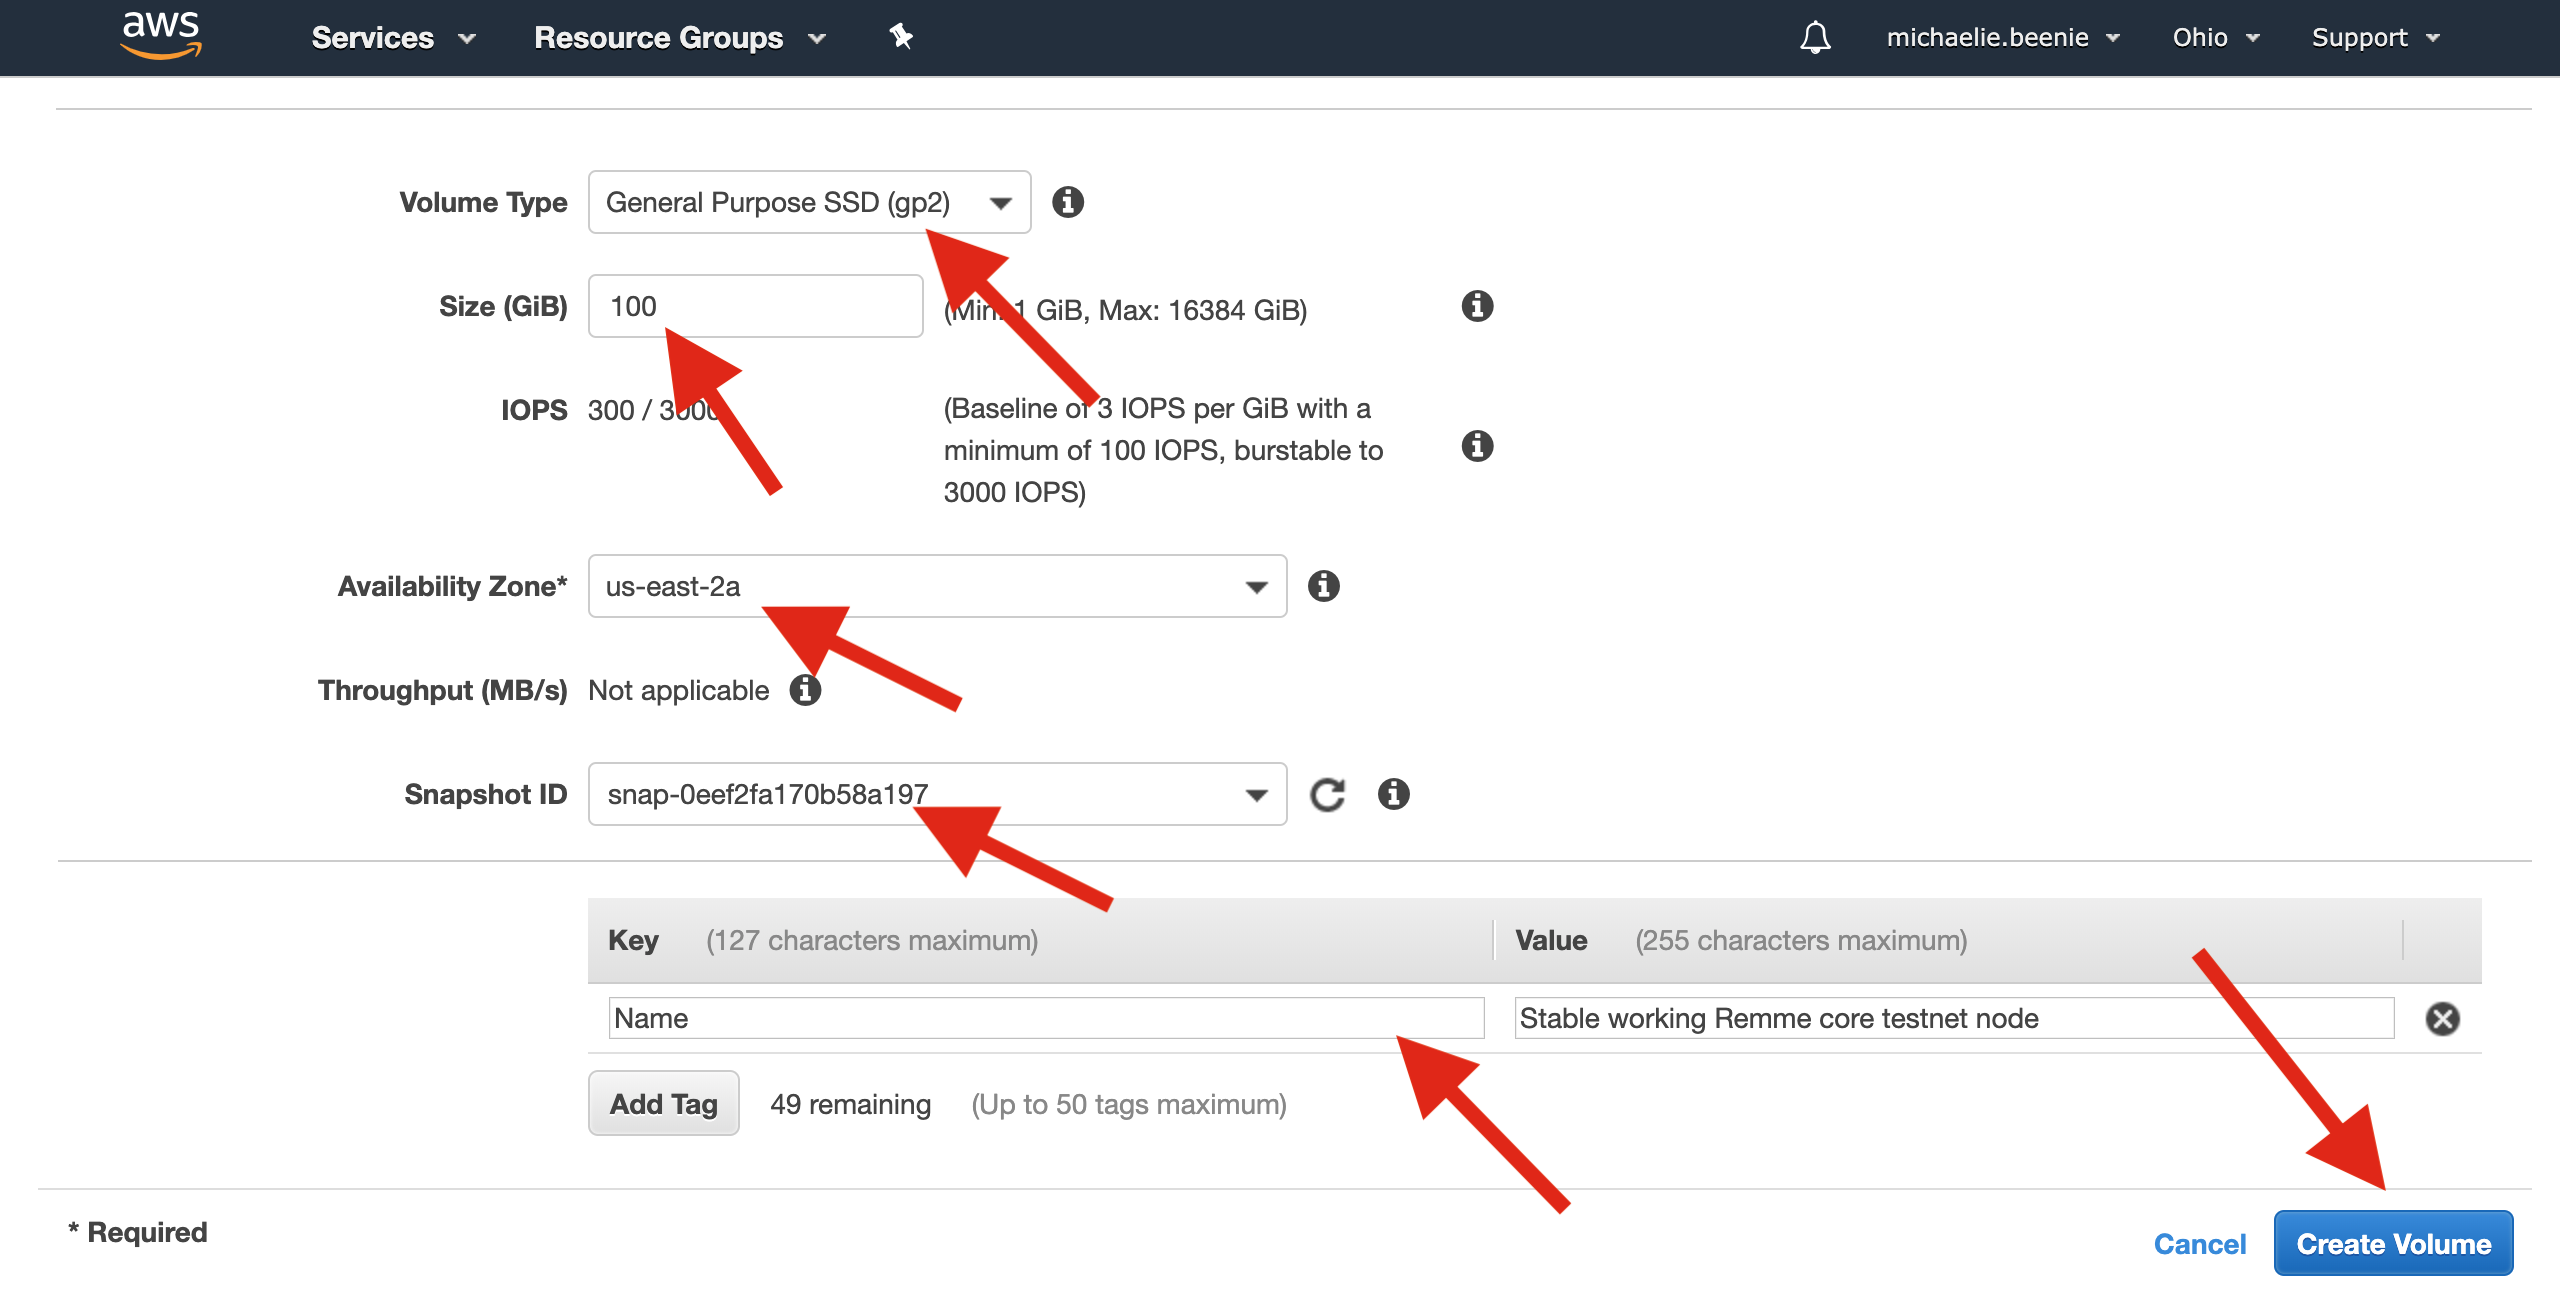 aws Services Resource Groups michaelie.beenie Ohio Support
Volume Type General Purpose SSD (gp2)
Size (GiB) 100 (Min: 1 GiB, Max: 16384 GiB)
IOPS 300 / 3000 (Baseline of 3 IOPS per GiB with a
minimum of 100 IOPS, burstable to
3000 IOPS)
Availability Zone* us-east-2a
Throughput (MB/s) Not applicable
Snapshot ID snap-0eef2fa170b58a197
Key (127 characters maximum) Value (255 characters maximum)
Name Stable working Remme core testnet node
Add Tag 49 remaining (Up to 50 tags maximum)
* Required
Cancel Create Volume